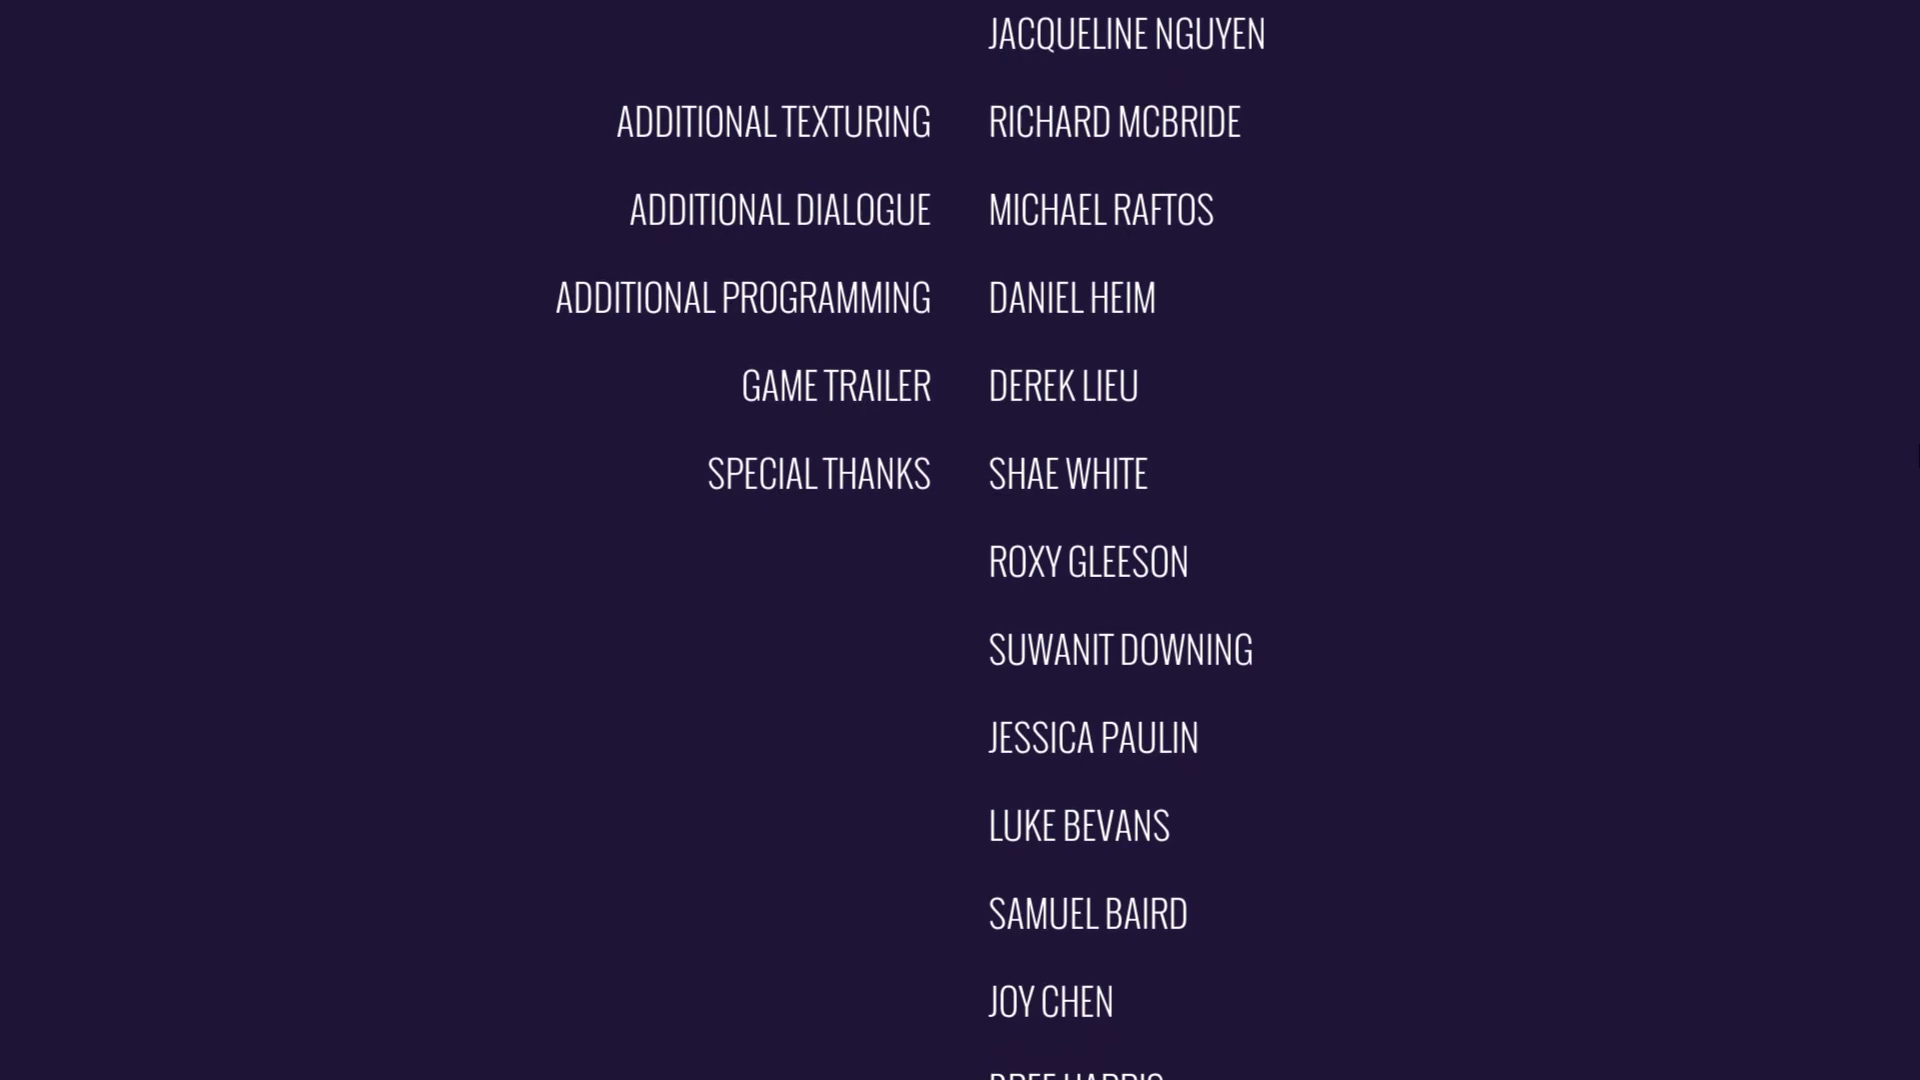 JACQUELINE NGUYEN
ADDITIONAL TEXTURING RICHARD MCBRIDE
ADDITIONAL DIALOGUE MICHAEL RAFTOS
ADDITIONAL PROGRAMMING DANIEL HEIM
GAME TRAILER DEREK LIEU
SPECIAL THANKS SHAE WHITE
ROXY GLEESON
SUWANIT DOWNING
JESSICA PAULIN
LUKE BEVANS
SAMUEL BAIRD
JOY CHEN